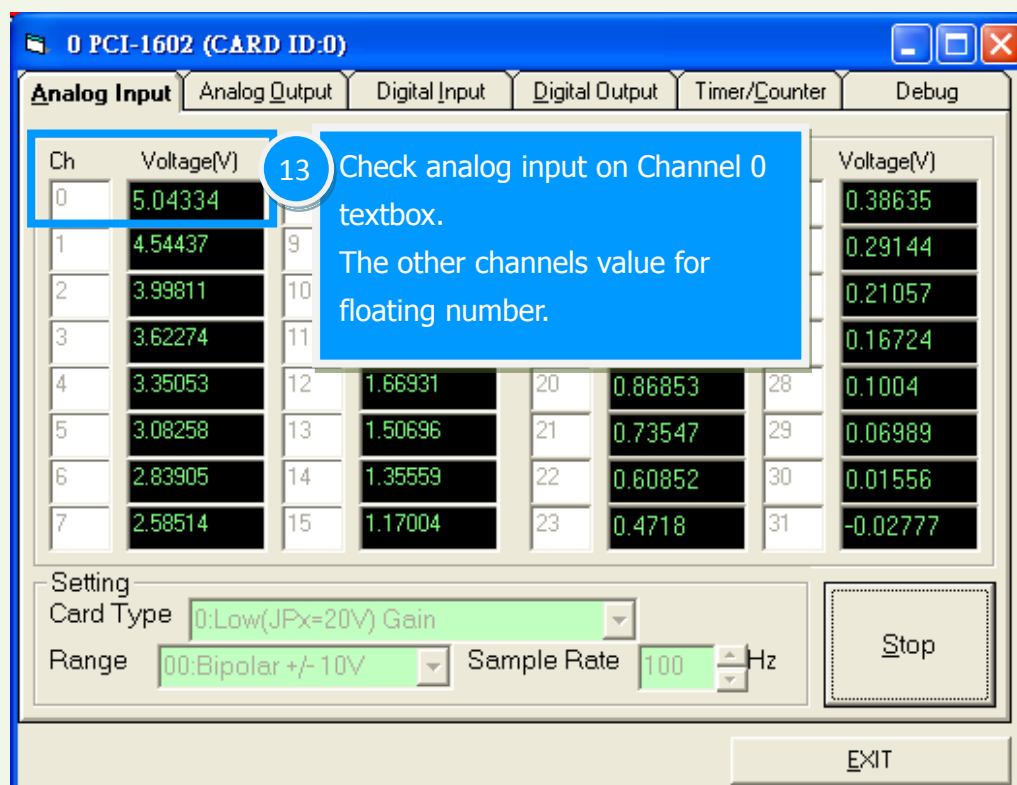 0 PCI-1602 (CARD ID:0)
Analog Input Analog Output Digital Input Digital Output Timer/Counter Debug
Ch Voltage(V) Voltage(V)
13 Check analog input on Channel 0
textbox.
The other channels value for
floating number.
0 5.04334 0.38635
1 4.54437 9 0.29144
2 3.99811 10 0.21057
3 3.62274 11 0.16724
4 3.35053 12 1.66931 20 0.86853 28 0.1004
5 3.08258 13 1.50696 21 0.73547 29 0.06989
6 2.83905 14 1.35559 22 0.60852 30 0.01556
7 2.58514 15 1.17004 23 0.4718 31 -0.02777
Setting
Card Type 0:Low(JPx=20V) Gain
Range 00:Bipolar +/- 10V Sample Rate 100 Hz
Stop
EXIT